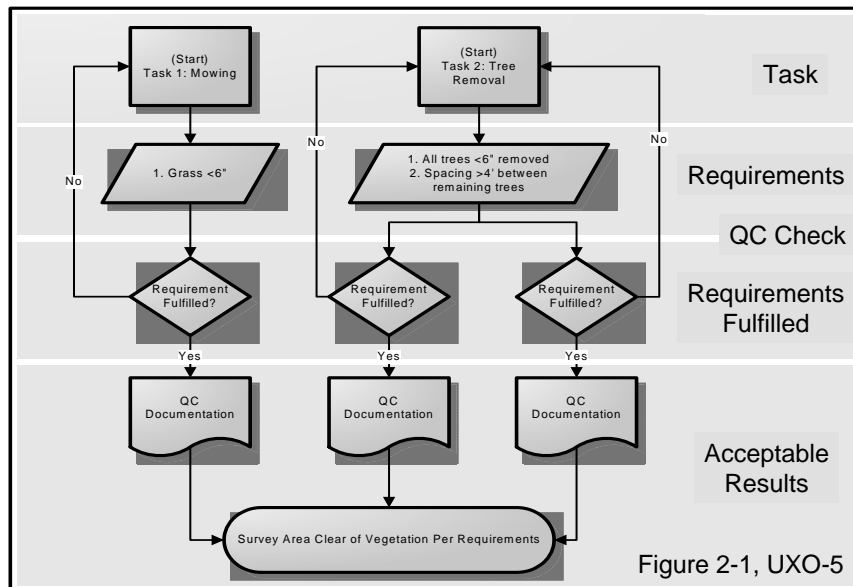 (Start)
Task 1: Mowing
(Start)
Task 2: Tree
Removal
Task
No
No
No
1. Grass <6"
1. All trees <6" removed
2. Spacing >4' between
remaining trees
Requirements
QC Check
Requirement
Fulfilled?
Requirement
Fulfilled?
Requirement
Fulfilled?
Requirements
Fulfilled
Yes
Yes
Yes
QC
Documentation
QC
Documentation
QC
Documentation
Acceptable
Results
Survey Area Clear of Vegetation Per Requirements
Figure 2-1, UXO-5